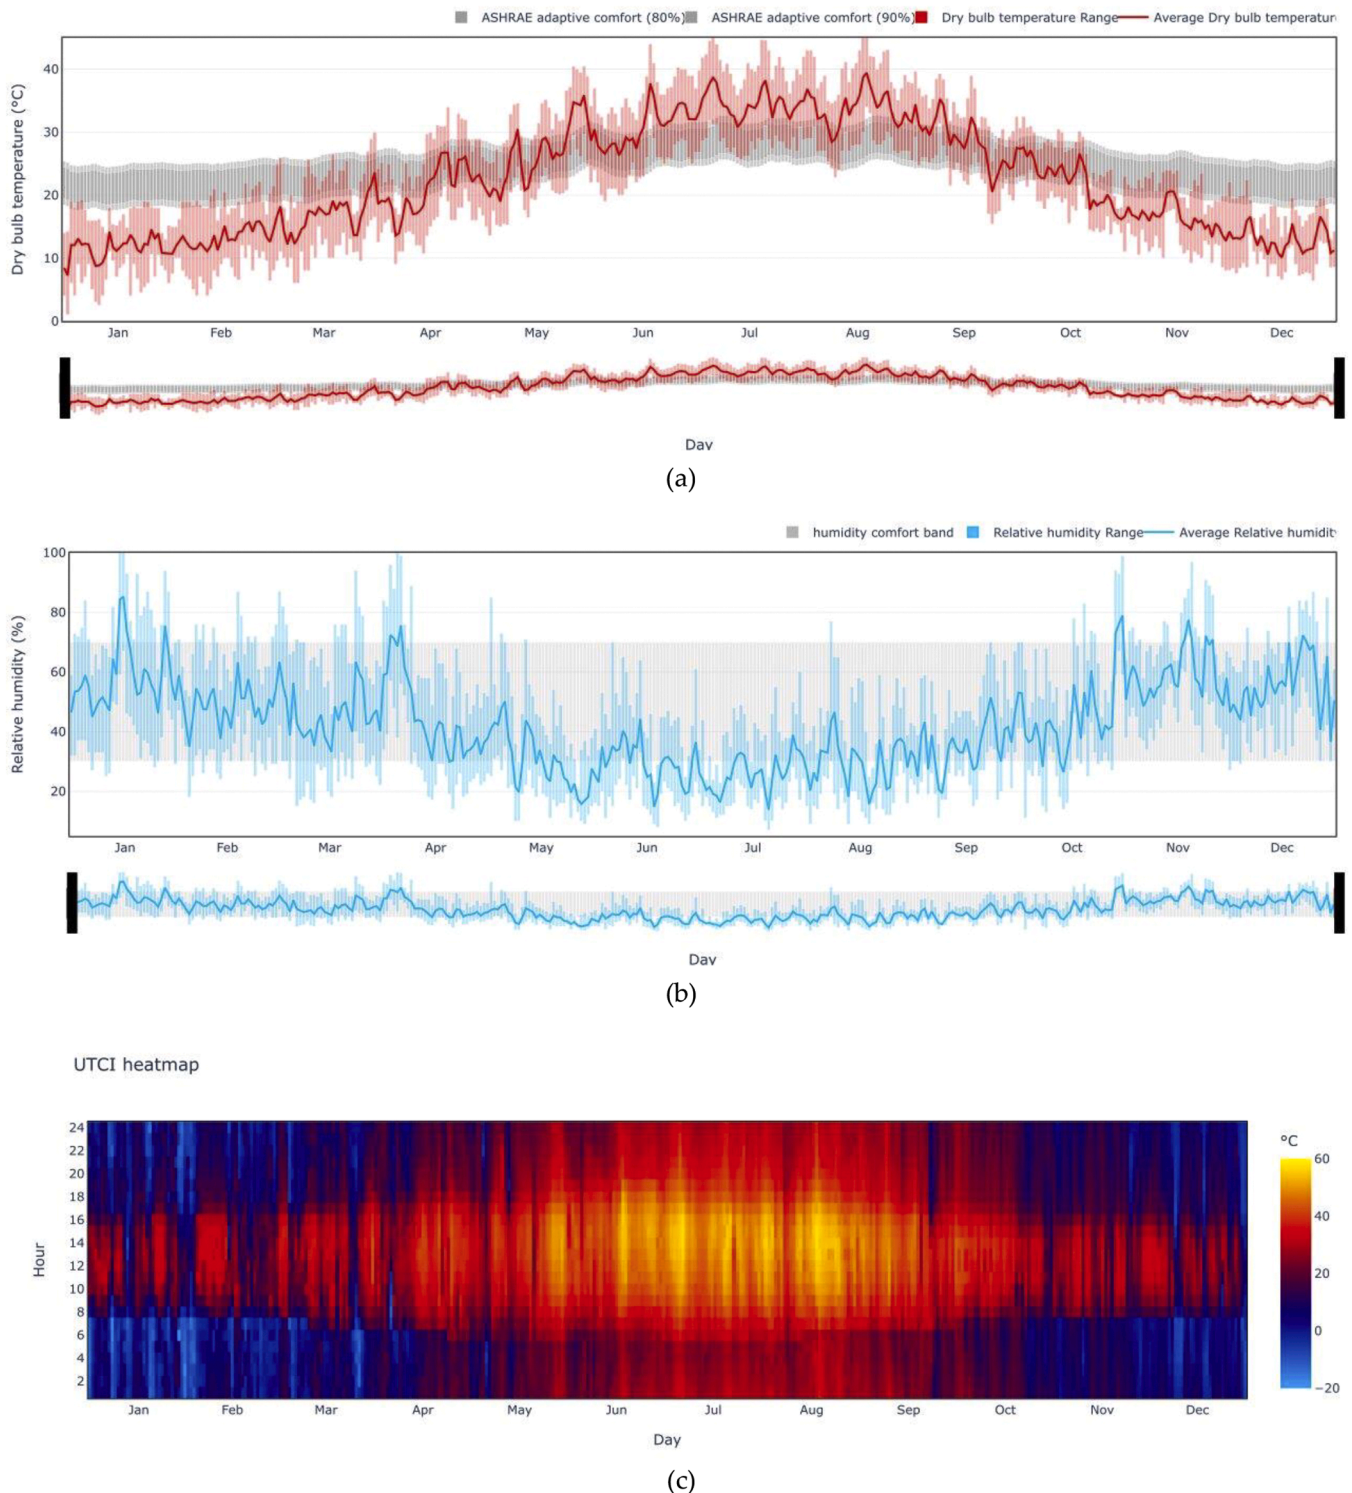 ASHRAE adaptive comfort (80%) ASHRAE adaptive comfort (90%) Dry bulb temperature Range Average Dry bulb temperatur
Dry bulb temperature (°C)
40
30
20
10
0
Jan Feb Mar Apr May Jun Jul Aug Sep Oct Nov Dec
Day
(a)
humidity comfort band Relative humidity Range Average Relative humidit
Relative humidity (%)
100
80
60
40
20
Jan Feb Mar Apr May Jun Jul Aug Sep Oct Nov Dec
Day
(b)
UTCI heatmap
Hour
24
22
20
18
16
14
12
10
8
6
4
2
Jan Feb Mar Apr May Jun Jul Aug Sep Oct Nov Dec
Day
°C
60
40
20
0
−20
(c)